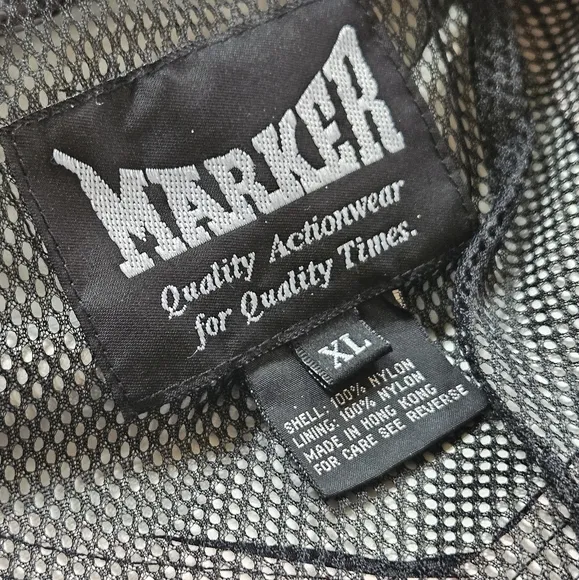 MARKER
Quality Actionwear
for Quality Times.
XL
SHELL: 100% NYLON
LINING: 100% NYLON
MADE IN HONG KONG
FOR CARE SEE REVERSE